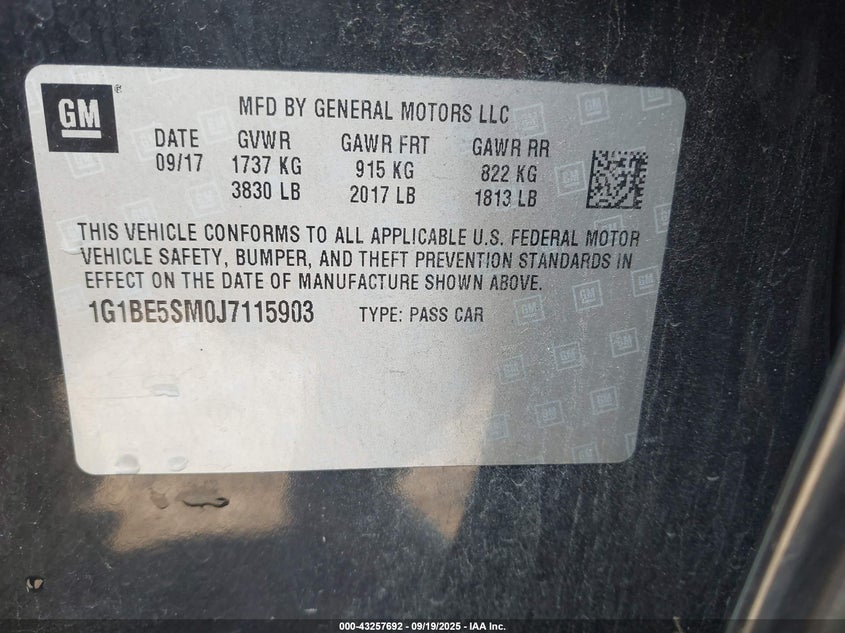 GM
MFD BY GENERAL MOTORS LLC
DATE GVWR GAWR FRT GAWR RR
09/17 1737 KG 915 KG 822 KG
3830 LB 2017 LB 1813 LB
THIS VEHICLE CONFORMS TO ALL APPLICABLE U.S. FEDERAL MOTOR
VEHICLE SAFETY, BUMPER, AND THEFT PREVENTION STANDARDS IN
EFFECT ON THE DATE OF MANUFACTURE SHOWN ABOVE.
1G1BE5SM0J7115903 TYPE: PASS CAR
000-43257692 - 09/19/2025 - IAA Inc.